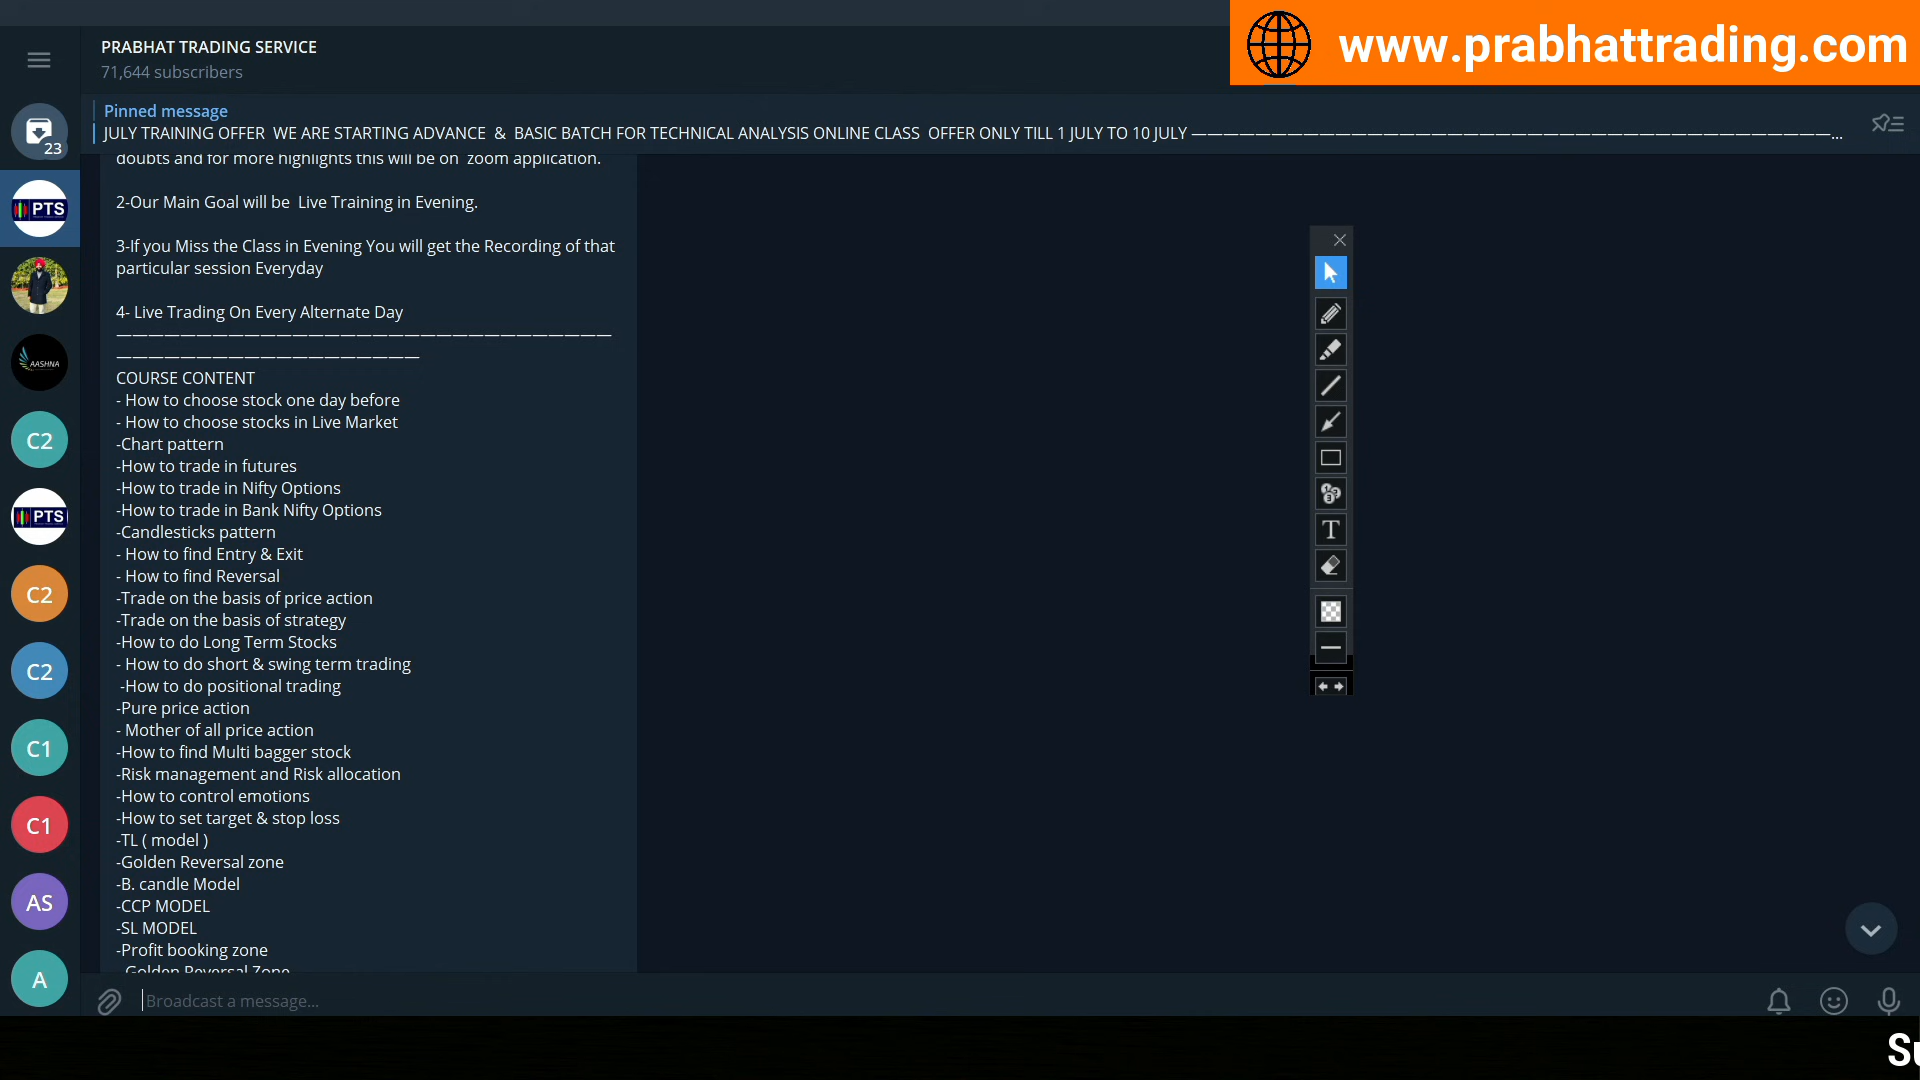 www.prabhattrading.com
PRABHAT TRADING SERVICE
71,644 subscribers
Pinned message
JULY TRAINING OFFER WE ARE STARTING ADVANCE & BASIC BATCH FOR TECHNICAL ANALYSIS ONLINE CLASS OFFER ONLY TILL 1 JULY TO 10 JULY ————————————————————————————————————————...
doubts and for more highlights this will be on zoom application.
2-Our Main Goal will be Live Training in Evening.
3-If you Miss the Class in Evening You will get the Recording of that
particular session Everyday
4- Live Trading On Every Alternate Day
———————————————————————————————
———————————————————
COURSE CONTENT
- How to choose stock one day before
- How to choose stocks in Live Market
-Chart pattern
-How to trade in futures
-How to trade in Nifty Options
-How to trade in Bank Nifty Options
-Candlesticks pattern
- How to find Entry & Exit
- How to find Reversal
-Trade on the basis of price action
-Trade on the basis of strategy
-How to do Long Term Stocks
- How to do short & swing term trading
-How to do positional trading
-Pure price action
- Mother of all price action
-How to find Multi bagger stock
-Risk management and Risk allocation
-How to control emotions
-How to set target & stop loss
-TL ( model )
-Golden Reversal zone
-B. candle Model
-CCP MODEL
-SL MODEL
-Profit booking zone
Golden Reversal Zone
Broadcast a message...
23
PTS
AASHNA
C2
PTS
C2
C2
C1
C1
AS
A
T
Su